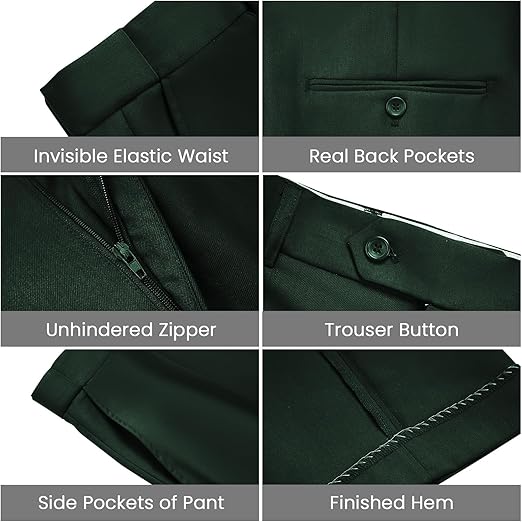 Invisible Elastic Waist
Real Back Pockets
Unhindered Zipper
Trouser Button
Side Pockets of Pant
Finished Hem